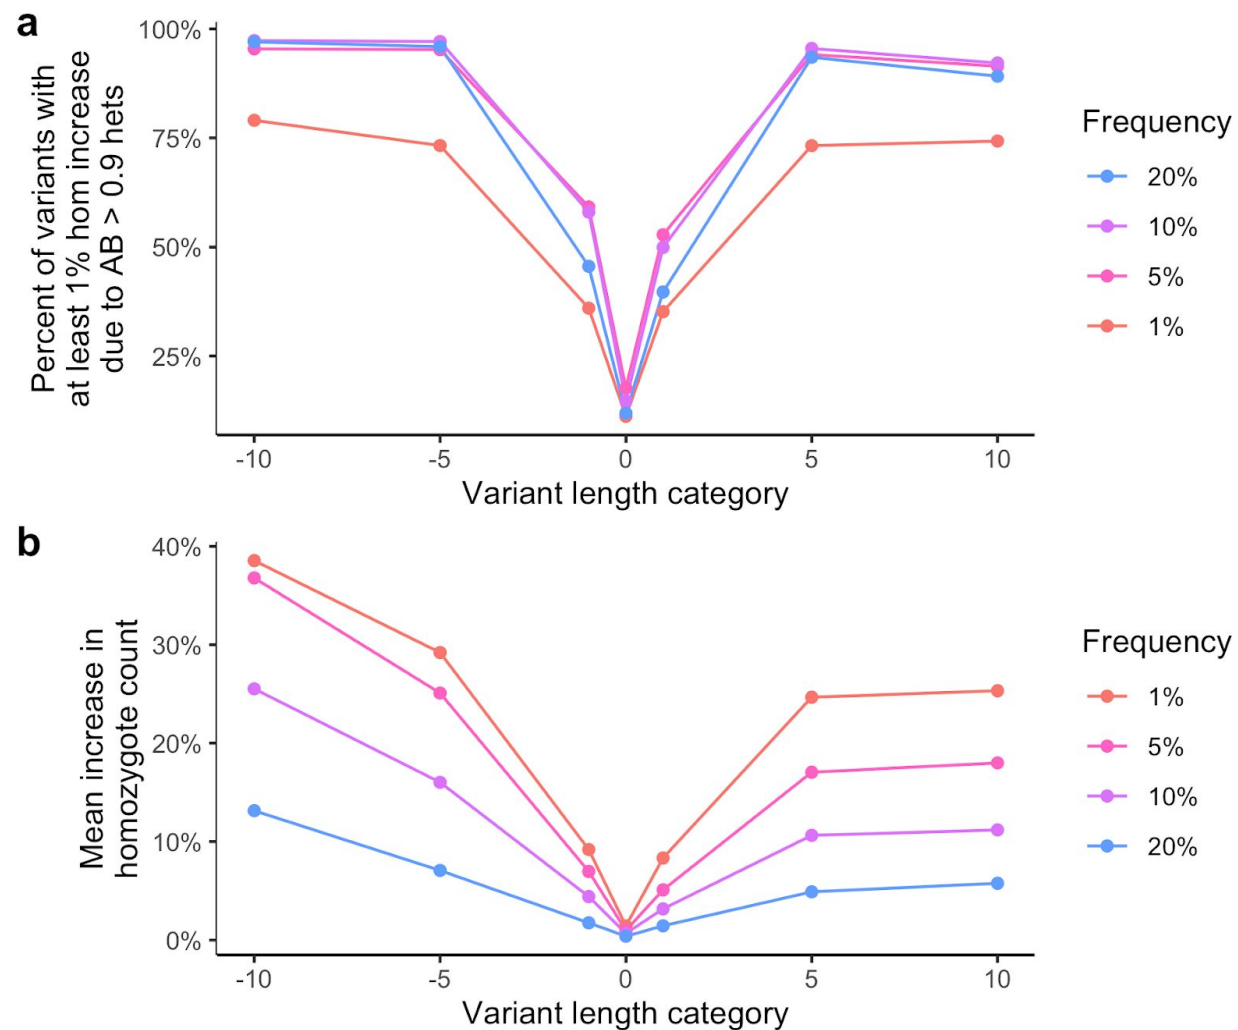 a
Percent of variants with
at least 1% hom increase
due to AB > 0.9 hets
100%
75%
50%
25%
-10
-5
0
5
10
Variant length category
Frequency
20%
10%
5%
1%
b
Mean increase in
homozygote count
40%
30%
20%
10%
0%
-10
-5
0
5
10
Variant length category
Frequency
1%
5%
10%
20%